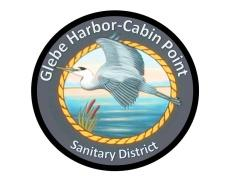 Glebe Harbor-Cabin Point
Sanitary District